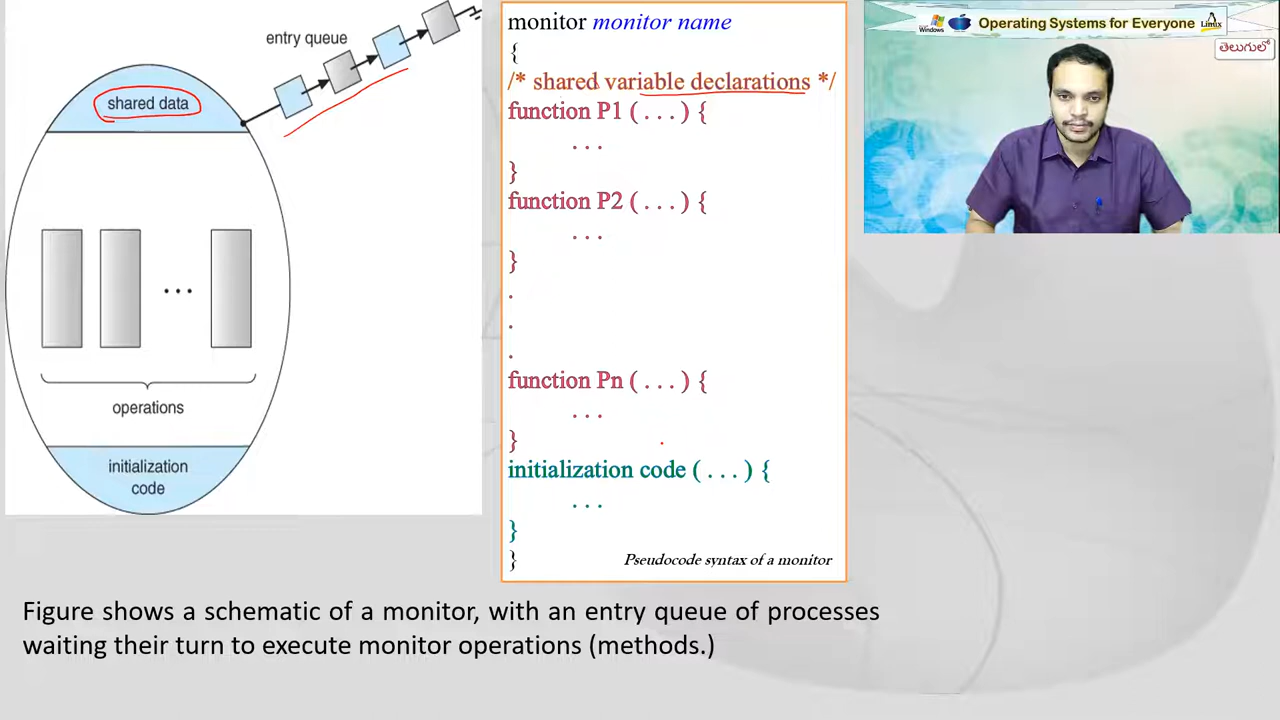 entry queue
shared data
operations
initialization
code
monitor monitor name
{
/* shared variable declarations */
function P1 ( . . . ) {
. . .
}
function P2 ( . . . ) {
. . .
}
.
.
.
function Pn ( . . . ) {
. . .
}
initialization code ( . . . ) {
. . .
}
}
Pseudocode syntax of a monitor
Windows
Operating Systems for Everyone
Limix
తెలుగులో
Figure shows a schematic of a monitor, with an entry queue of processes
waiting their turn to execute monitor operations (methods.)